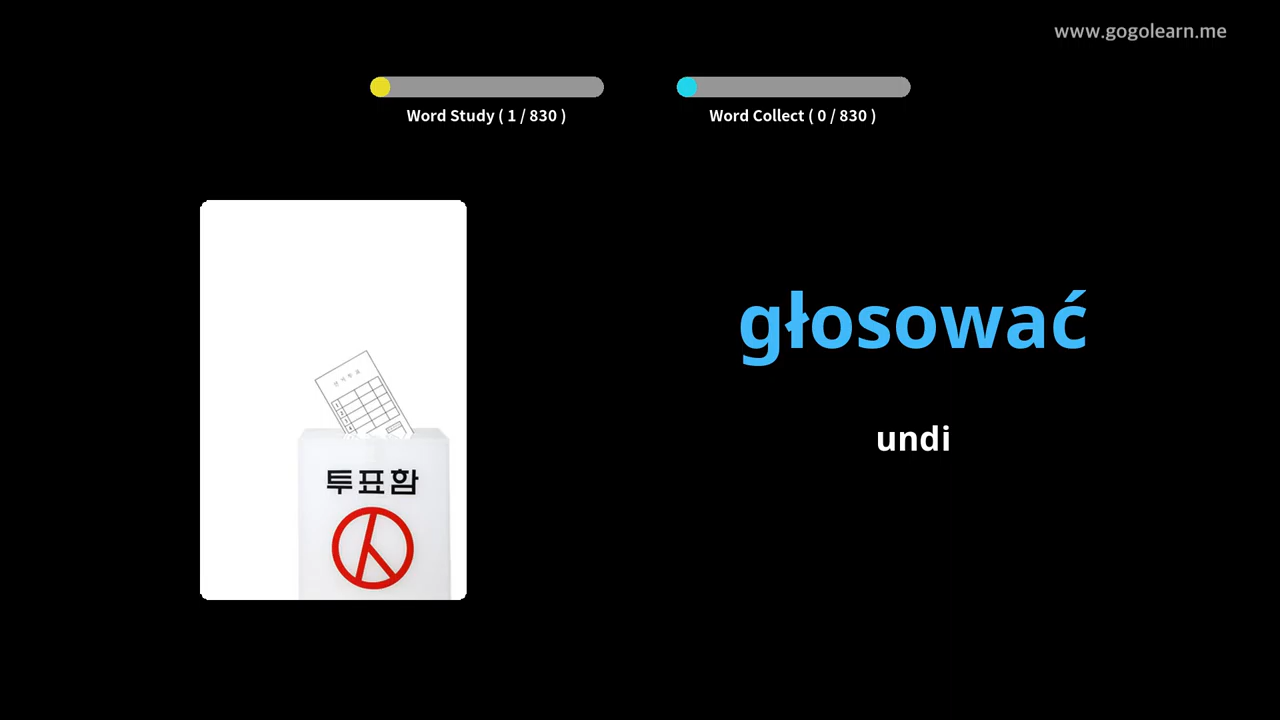 www.gogolearn.me
Word Study ( 1 / 830 )
Word Collect ( 0 / 830 )
głosować
undi
투표함